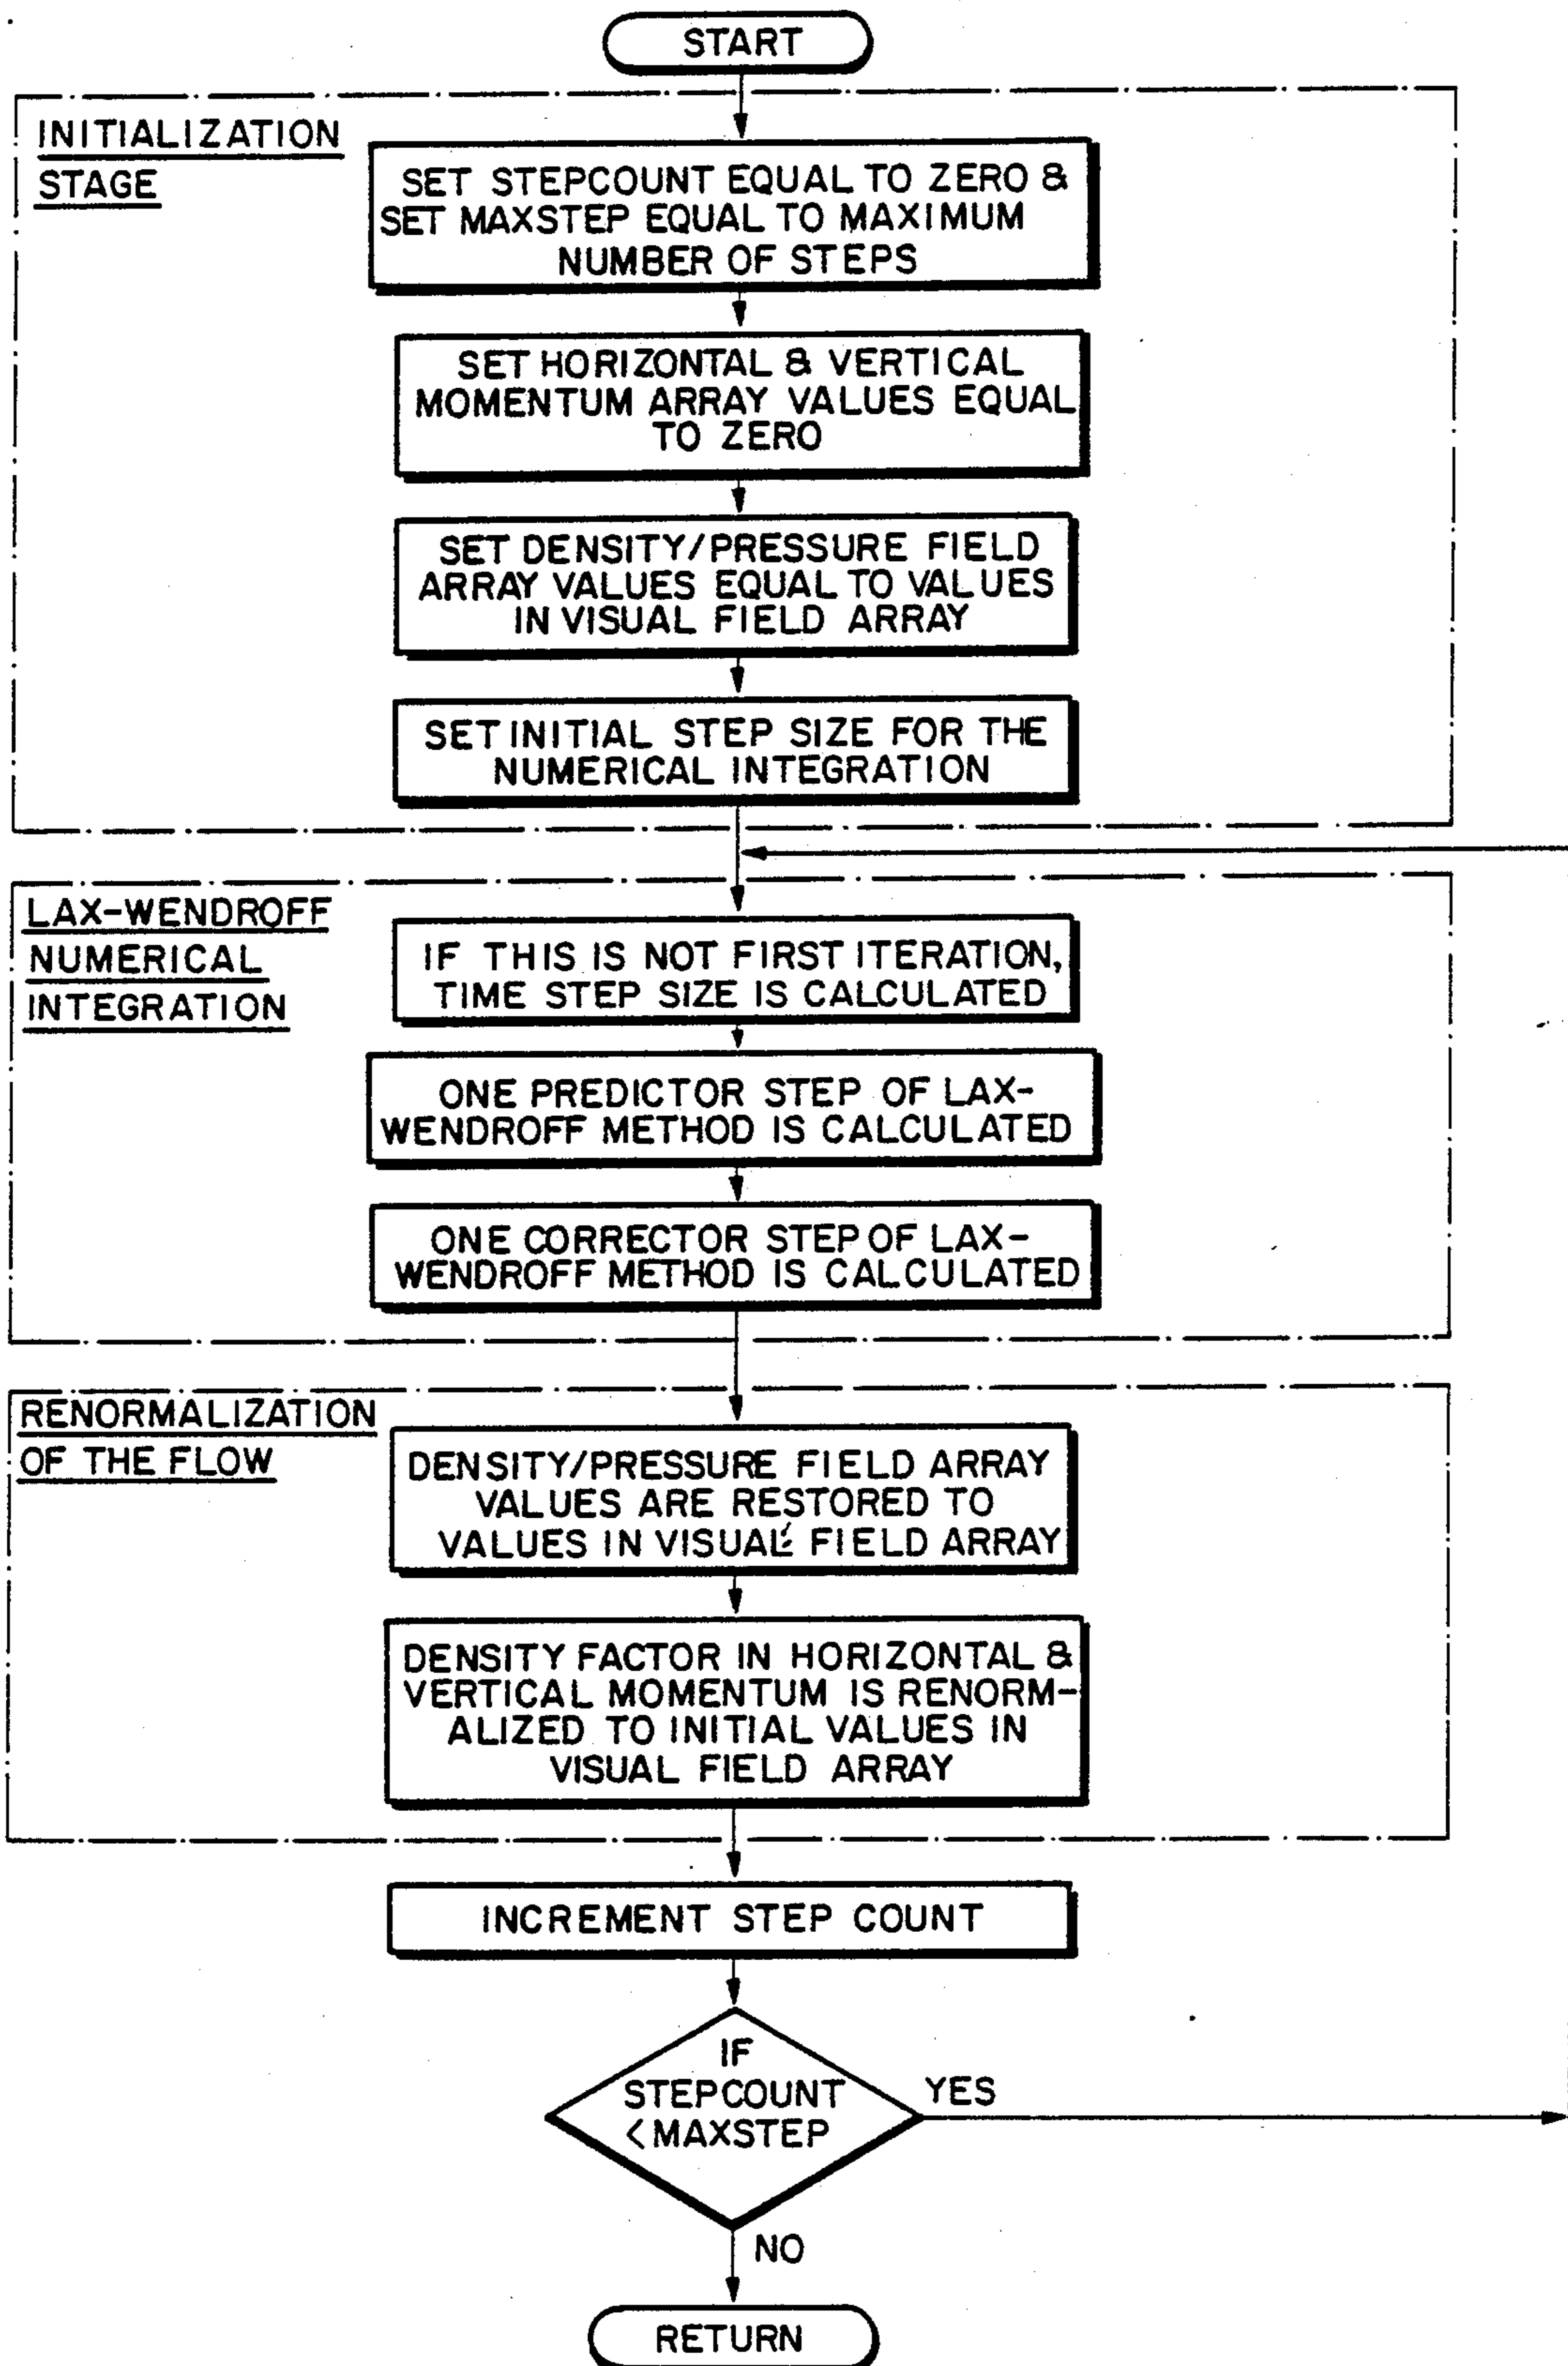 START
INITIALIZATION
STAGE
SET STEPCOUNT EQUAL TO ZERO &
SET MAXSTEP EQUAL TO MAXIMUM
NUMBER OF STEPS
SET HORIZONTAL & VERTICAL
MOMENTUM ARRAY VALUES EQUAL
TO ZERO
SET DENSITY/PRESSURE FIELD
ARRAY VALUES EQUAL TO VALUES
IN VISUAL FIELD ARRAY
SET INITIAL STEP SIZE FOR THE
NUMERICAL INTEGRATION
LAX-WENDROFF
NUMERICAL
INTEGRATION
IF THIS IS NOT FIRST ITERATION,
TIME STEP SIZE IS CALCULATED
ONE PREDICTOR STEP OF LAX-
WENDROFF METHOD IS CALCULATED
ONE CORRECTOR STEP OF LAX-
WENDROFF METHOD IS CALCULATED
RENORMALIZATION
OF THE FLOW
DENSITY/PRESSURE FIELD ARRAY
VALUES ARE RESTORED TO
VALUES IN VISUAL FIELD ARRAY
DENSITY FACTOR IN HORIZONTAL &
VERTICAL MOMENTUM IS RENORM-
ALIZED TO INITIAL VALUES IN
VISUAL FIELD ARRAY
INCREMENT STEP COUNT
IF
STEPCOUNT
< MAXSTEP
YES
NO
RETURN